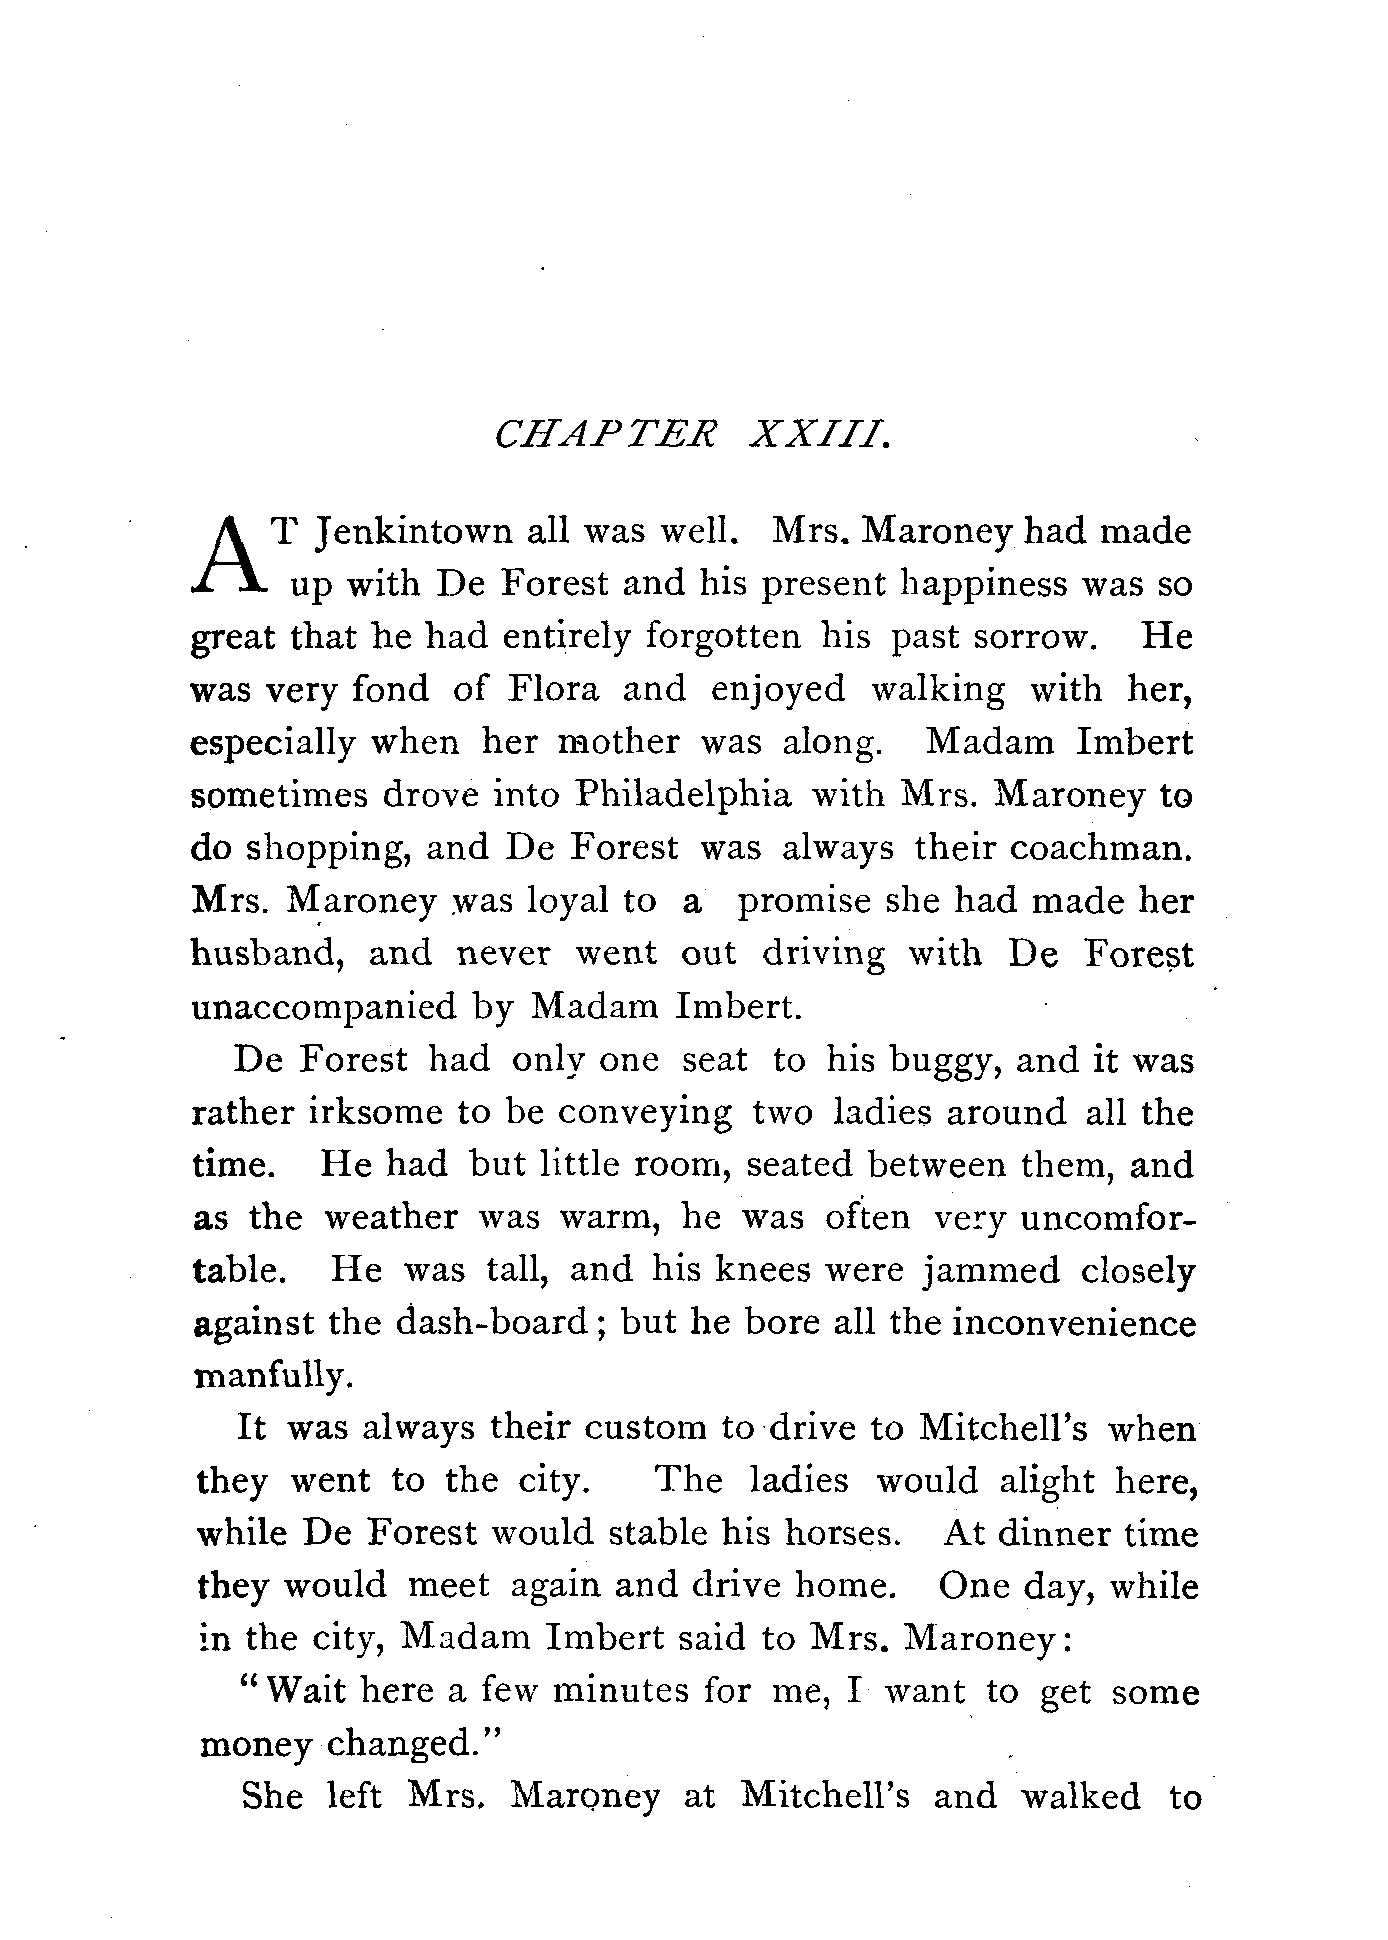 CHAPTER XXIII.
AT Jenkintown all was well. Mrs. Maroney had made
up with De Forest and his present happiness was so
great that he had entirely forgotten his past sorrow. He
was very fond of Flora and enjoyed walking with her,
especially when her mother was along. Madam Imbert
sometimes drove into Philadelphia with Mrs. Maroney to
do shopping, and De Forest was always their coachman.
Mrs. Maroney was loyal to a promise she had made her
husband, and never went out driving with De Forest
unaccompanied by Madam Imbert.
De Forest had only one seat to his buggy, and it was
rather irksome to be conveying two ladies around all the
time. He had but little room, seated between them, and
as the weather was warm, he was often very uncomfor-
table. He was tall, and his knees were jammed closely
against the dash-board; but he bore all the inconvenience
manfully.
It was always their custom to drive to Mitchell's when
they went to the city. The ladies would alight here,
while De Forest would stable his horses. At dinner time
they would meet again and drive home. One day, while
in the city, Madam Imbert said to Mrs. Maroney:
"Wait here a few minutes for me, I want to get some
money changed."
She left Mrs. Maroney at Mitchell's and walked to